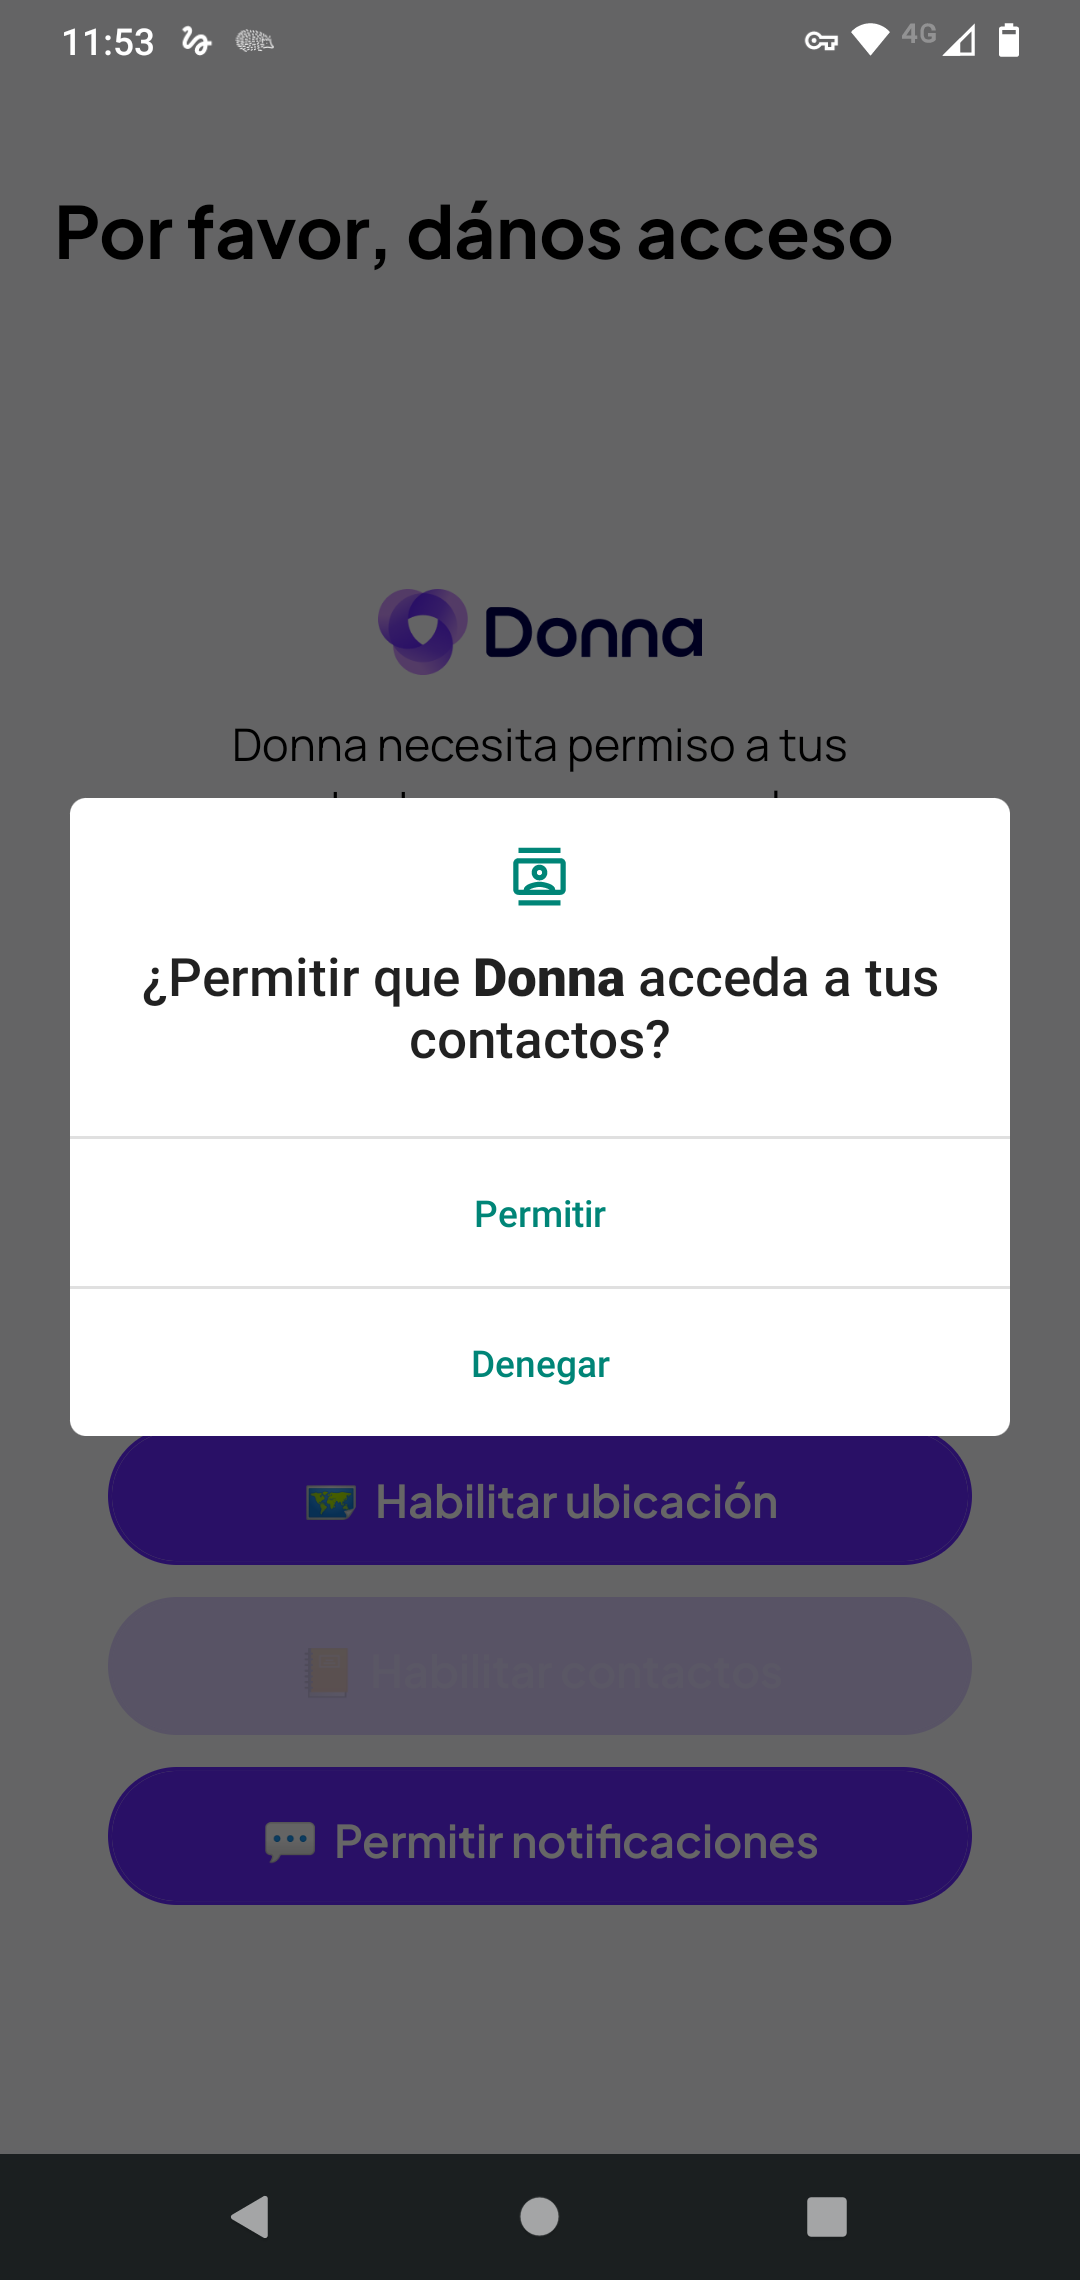 11:53
4G
Por favor, dános acceso
Donna
Donna necesita permiso a tus
¿Permitir que Donna acceda a tus
contactos?
Permitir
Denegar
Habilitar ubicación
Habilitar contactos
Permitir notificaciones